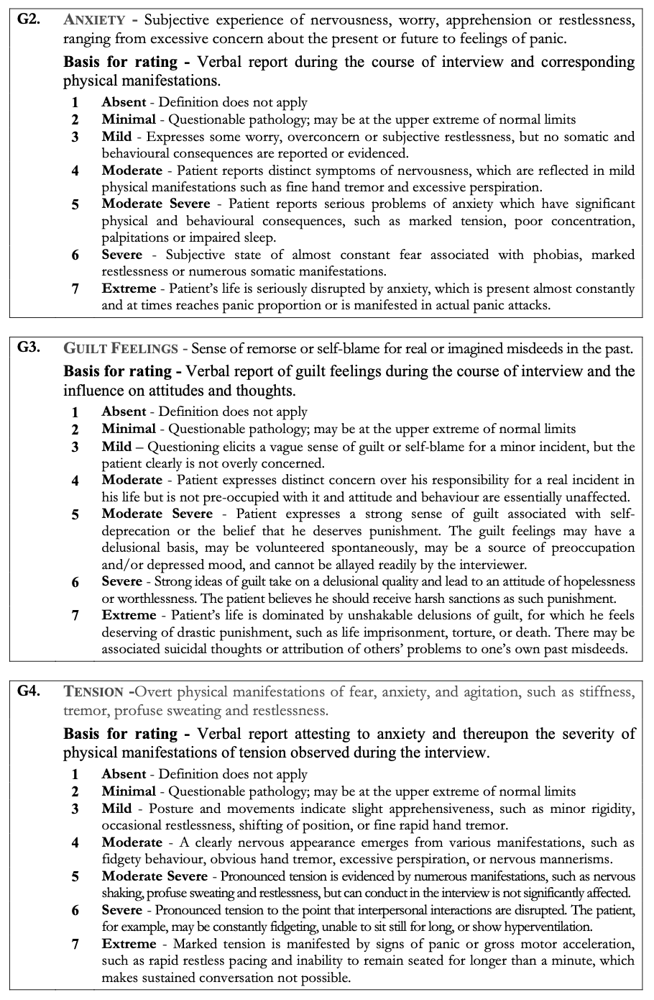 G2. ANXIETY - Subjective experience of nervousness, worry, apprehension or restlessness,
ranging from excessive concern about the present or future to feelings of panic.
Basis for rating - Verbal report during the course of interview and corresponding
physical manifestations.
1 Absent - Definition does not apply
2 Minimal - Questionable pathology; may be at the upper extreme of normal limits
3 Mild - Expresses some worry, overconcern or subjective restlessness, but no somatic and
behavioural consequences are reported or evidenced.
4 Moderate - Patient reports distinct symptoms of nervousness, which are reflected in mild
physical manifestations such as fine hand tremor and excessive perspiration.
5 Moderate Severe - Patient reports serious problems of anxiety which have significant
physical and behavioural consequences, such as marked tension, poor concentration,
palpitations or impaired sleep.
6 Severe - Subjective state of almost constant fear associated with phobias, marked
restlessness or numerous somatic manifestations.
7 Extreme - Patient's life is seriously disrupted by anxiety, which is present almost constantly
and at times reaches panic proportion or is manifested in actual panic attacks.
G3. GUILT FEELINGS - Sense of remorse or self-blame for real or imagined misdeeds in the past.
Basis for rating - Verbal report of guilt feelings during the course of interview and the
influence on attitudes and thoughts.
1 Absent - Definition does not apply
2 Minimal - Questionable pathology; may be at the upper extreme of normal limits
3 Mild – Questioning elicits a vague sense of guilt or self-blame for a minor incident, but the
patient clearly is not overly concerned.
4 Moderate - Patient expresses distinct concern over his responsibility for a real incident in
his life but is not pre-occupied with it and attitude and behaviour are essentially unaffected.
5 Moderate Severe - Patient expresses a strong sense of guilt associated with self-
deprecation or the belief that he deserves punishment. The guilt feelings may have a
delusional basis, may be volunteered spontaneously, may be a source of preoccupation
and/or depressed mood, and cannot be allayed readily by the interviewer.
6 Severe - Strong ideas of guilt take on a delusional quality and lead to an attitude of hopelessness
or worthlessness. The patient believes he should receive harsh sanctions as such punishment.
7 Extreme - Patient's life is dominated by unshakable delusions of guilt, for which he feels
deserving of drastic punishment, such as life imprisonment, torture, or death. There may be
associated suicidal thoughts or attribution of others' problems to one's own past misdeeds.
G4. TENSION -Overt physical manifestations of fear, anxiety, and agitation, such as stiffness,
tremor, profuse sweating and restlessness.
Basis for rating - Verbal report attesting to anxiety and thereupon the severity of
physical manifestations of tension observed during the interview.
1 Absent - Definition does not apply
2 Minimal - Questionable pathology; may be at the upper extreme of normal limits
3 Mild - Posture and movements indicate slight apprehensiveness, such as minor rigidity,
occasional restlessness, shifting of position, or fine rapid hand tremor.
4 Moderate - A clearly nervous appearance emerges from various manifestations, such as
fidgety behaviour, obvious hand tremor, excessive perspiration, or nervous mannerisms.
5 Moderate Severe - Pronounced tension is evidenced by numerous manifestations, such as nervous
shaking, profuse sweating and restlessness, but can conduct in the interview is not significantly affected.
6 Severe - Pronounced tension to the point that interpersonal interactions are disrupted. The patient,
for example, may be constantly fidgeting, unable to sit still for long, or show hyperventilation.
7 Extreme - Marked tension is manifested by signs of panic or gross motor acceleration,
such as rapid restless pacing and inability to remain seated for longer than a minute, which
makes sustained conversation not possible.